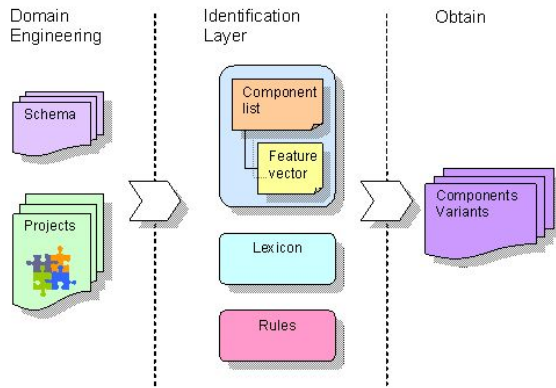 Domain
Engineering
Identification
Layer
Obtain
Schema
Projects
Component
list
Feature
vector
Lexicon
Rules
Components
Variants